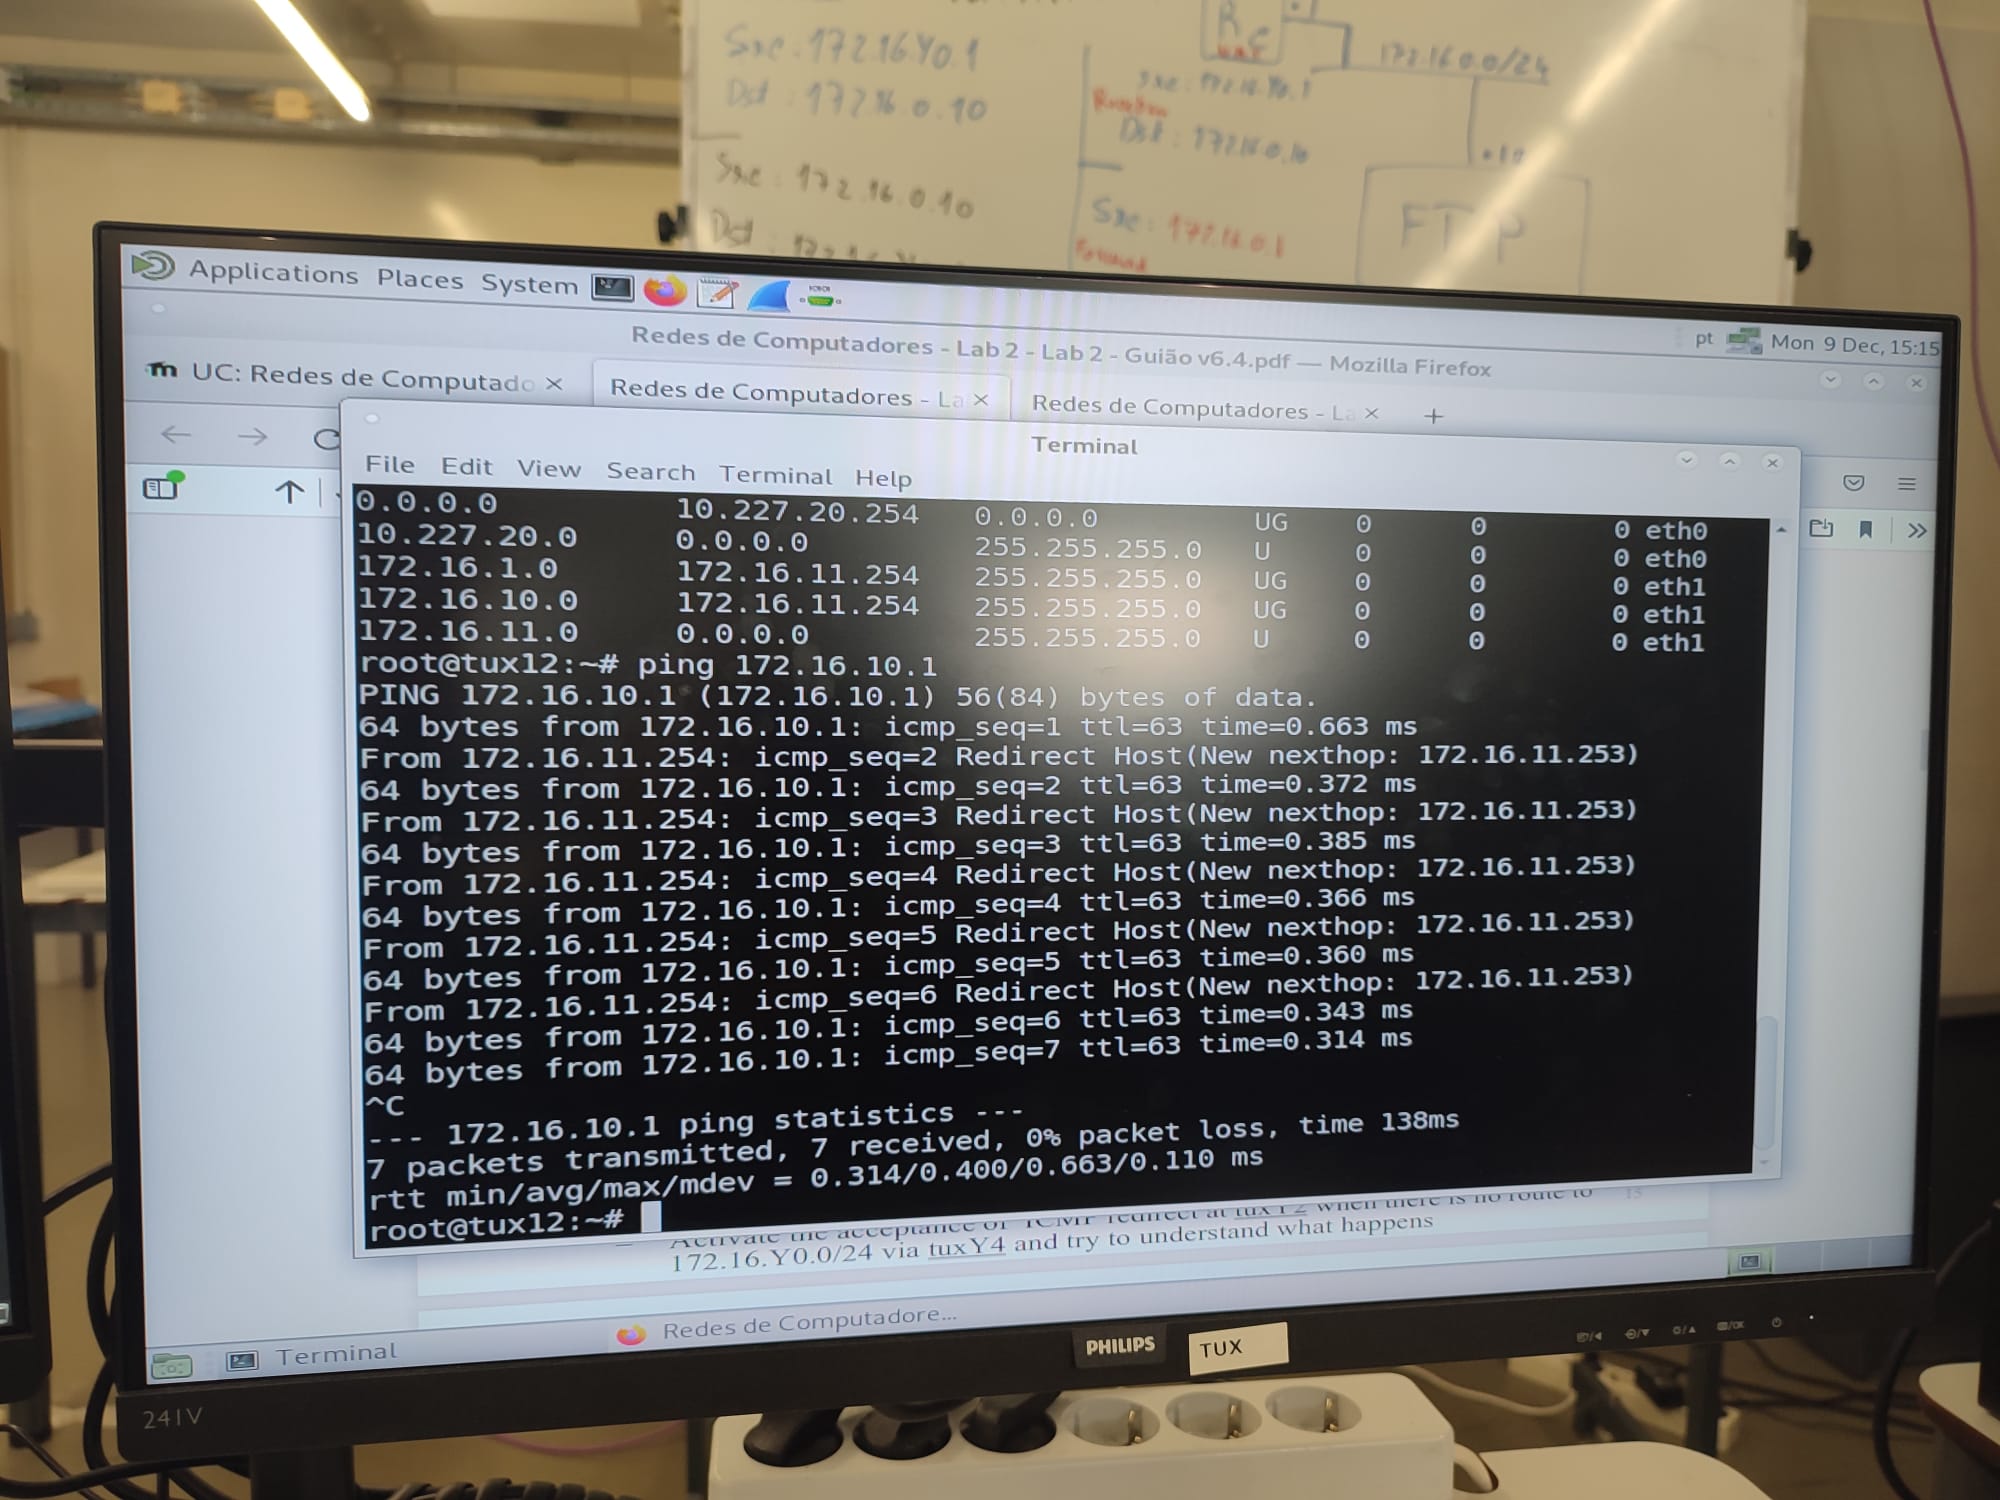 Src: 172.16.Y0.1
Dst: 172.16.0.10
Src: 172.16.0.10
Dst:
Rc
NAT
172.16.0.0/24
Src: 172.16.Y0.1
Dst: 172.16.0.10
Src: 172.16.0.1
.10
FTP
Applications Places System
pt Mon 9 Dec, 15:15
Redes de Computadores - Lab 2 - Lab 2 - Guião v6.4.pdf — Mozilla Firefox
UC: Redes de Computado ×
Redes de Computadores - La ×
Redes de Computadores - La × +
Terminal
File Edit View Search Terminal Help
0.0.0.0 10.227.20.254 0.0.0.0 UG 0 0 0 eth0
10.227.20.0 0.0.0.0 255.255.255.0 U 0 0 0 eth0
172.16.1.0 172.16.11.254 255.255.255.0 UG 0 0 0 eth1
172.16.10.0 172.16.11.254 255.255.255.0 UG 0 0 0 eth1
172.16.11.0 0.0.0.0 255.255.255.0 U 0 0 0 eth1
root@tux12:~# ping 172.16.10.1
PING 172.16.10.1 (172.16.10.1) 56(84) bytes of data.
64 bytes from 172.16.10.1: icmp_seq=1 ttl=63 time=0.663 ms
From 172.16.11.254: icmp_seq=2 Redirect Host(New nexthop: 172.16.11.253)
64 bytes from 172.16.10.1: icmp_seq=2 ttl=63 time=0.372 ms
From 172.16.11.254: icmp_seq=3 Redirect Host(New nexthop: 172.16.11.253)
64 bytes from 172.16.10.1: icmp_seq=3 ttl=63 time=0.385 ms
From 172.16.11.254: icmp_seq=4 Redirect Host(New nexthop: 172.16.11.253)
64 bytes from 172.16.10.1: icmp_seq=4 ttl=63 time=0.366 ms
From 172.16.11.254: icmp_seq=5 Redirect Host(New nexthop: 172.16.11.253)
64 bytes from 172.16.10.1: icmp_seq=5 ttl=63 time=0.360 ms
From 172.16.11.254: icmp_seq=6 Redirect Host(New nexthop: 172.16.11.253)
64 bytes from 172.16.10.1: icmp_seq=6 ttl=63 time=0.343 ms
64 bytes from 172.16.10.1: icmp_seq=7 ttl=63 time=0.314 ms
^C
--- 172.16.10.1 ping statistics ---
7 packets transmitted, 7 received, 0% packet loss, time 138ms
rtt min/avg/max/mdev = 0.314/0.400/0.663/0.110 ms
root@tux12:~#
Activate the acceptance of ICMP redirect at tuxY2 when there is no route to
172.16.Y0.0/24 via tuxY4 and try to understand what happens
15
Terminal
Redes de Computadore...
PHILIPS
TUX
241V